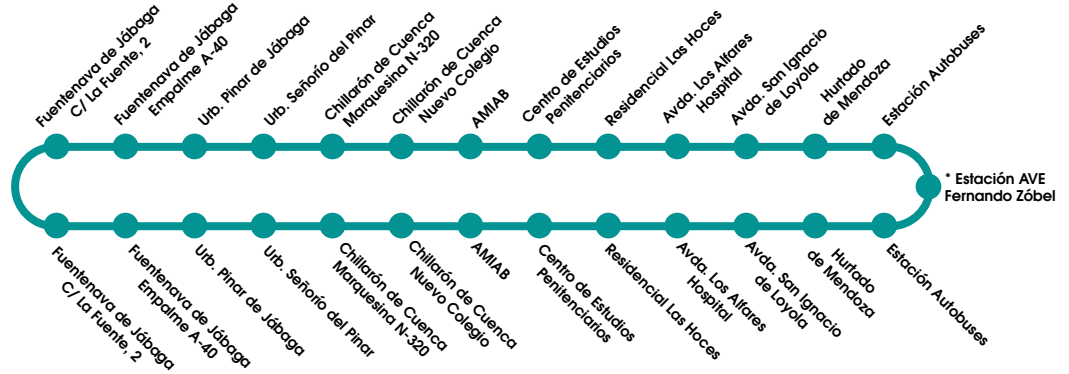 Fuentenava de Jábaga
C/ La Fuente, 2
Fuentenava de Jábaga
Empalme A-40
Urb. Pinar de Jábaga
Urb. Señorío del Pinar
Chillarón de Cuenca
Marquesina N-320
Chillarón de Cuenca
Nuevo Colegio
AMIAB
Centro de Estudios
Penitenciarios
Residencial Las Hoces
Avda. Los Alfares
Hospital
Avda. San Ignacio
de Loyola
Hurtado
de Mendoza
Estación Autobuses
* Estación AVE
Fernando Zóbel
Fuentenava de Jábaga
C/ La Fuente, 2
Fuentenava de Jábaga
Empalme A-40
Urb. Pinar de Jábaga
Urb. Señorío del Pinar
Chillarón de Cuenca
Marquesina N-320
Chillarón de Cuenca
Nuevo Colegio
AMIAB
Centro de Estudios
Penitenciarios
Residencial Las Hoces
Avda. Los Alfares
Hospital
Avda. San Ignacio
de Loyola
Hurtado
de Mendoza
Estación Autobuses